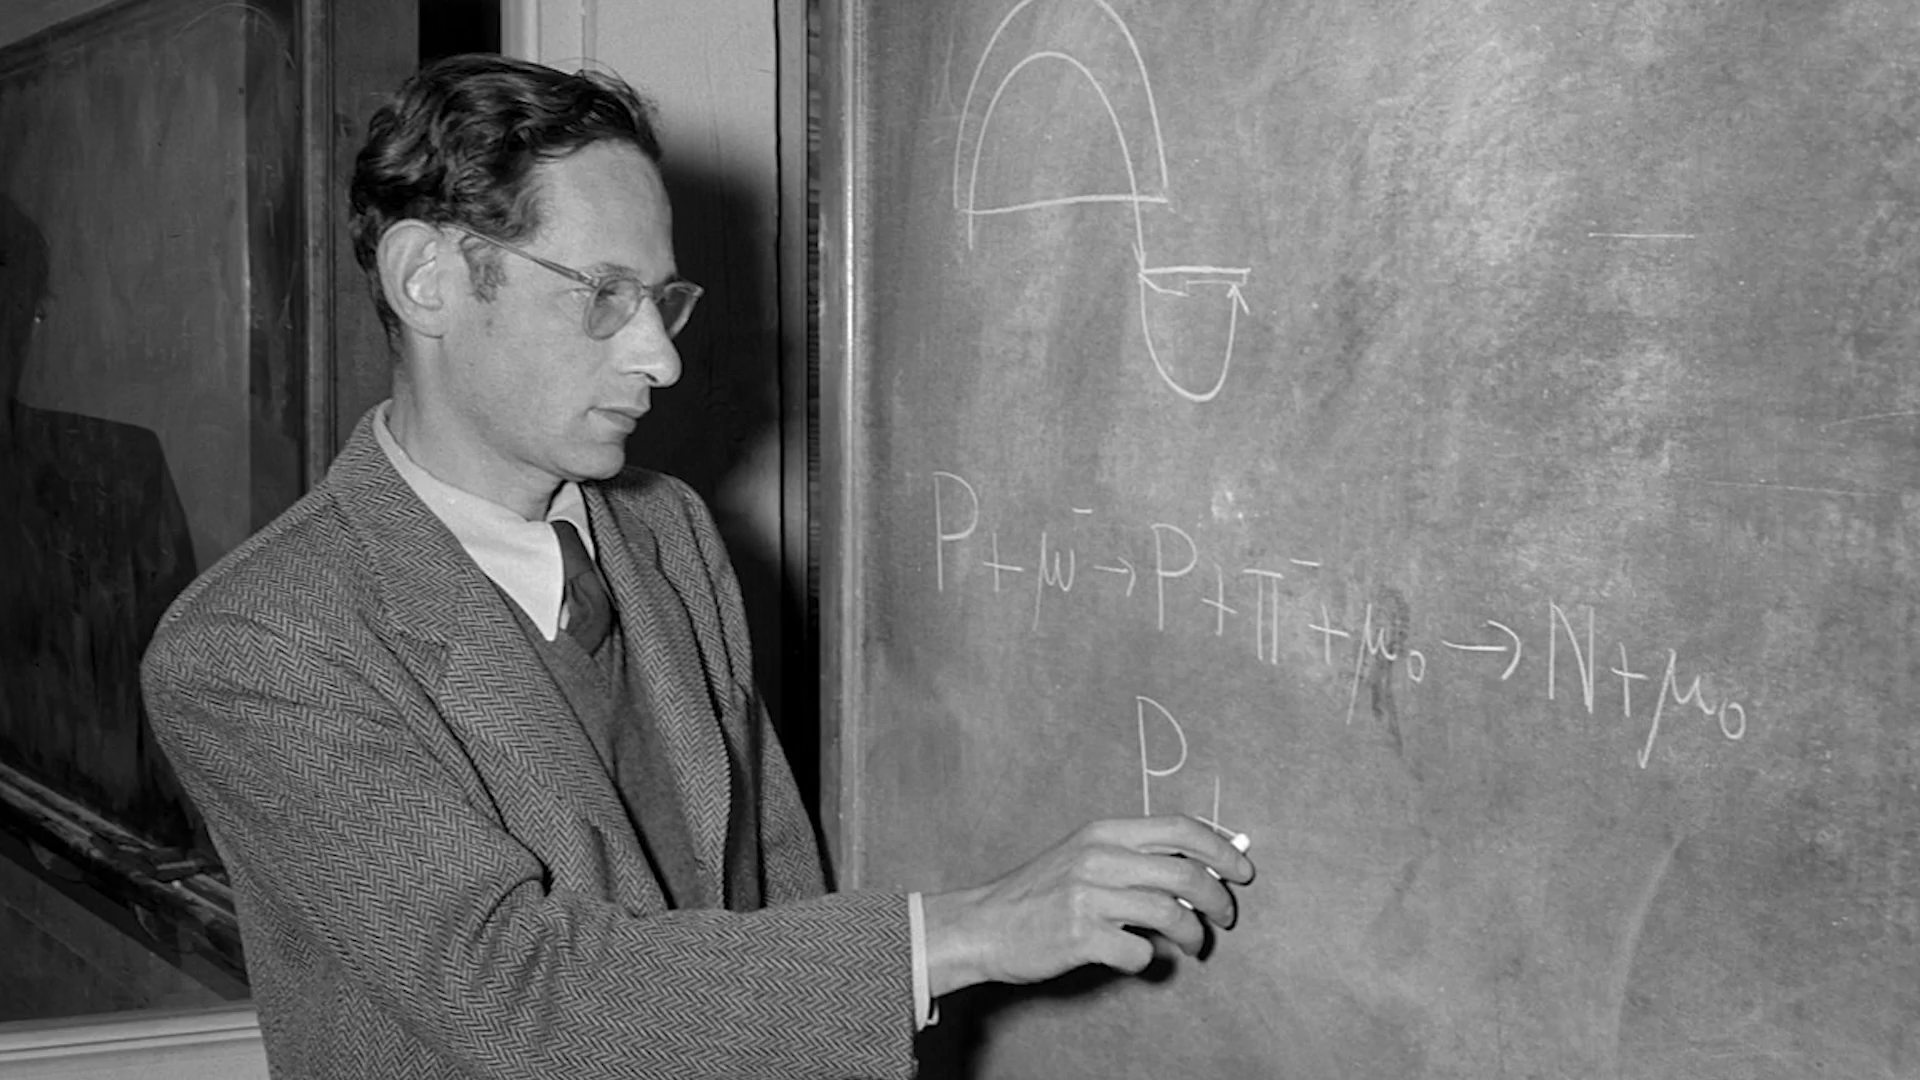 P + μ⁻ → P + π⁻ + μ₀ → N + μ₀
P +